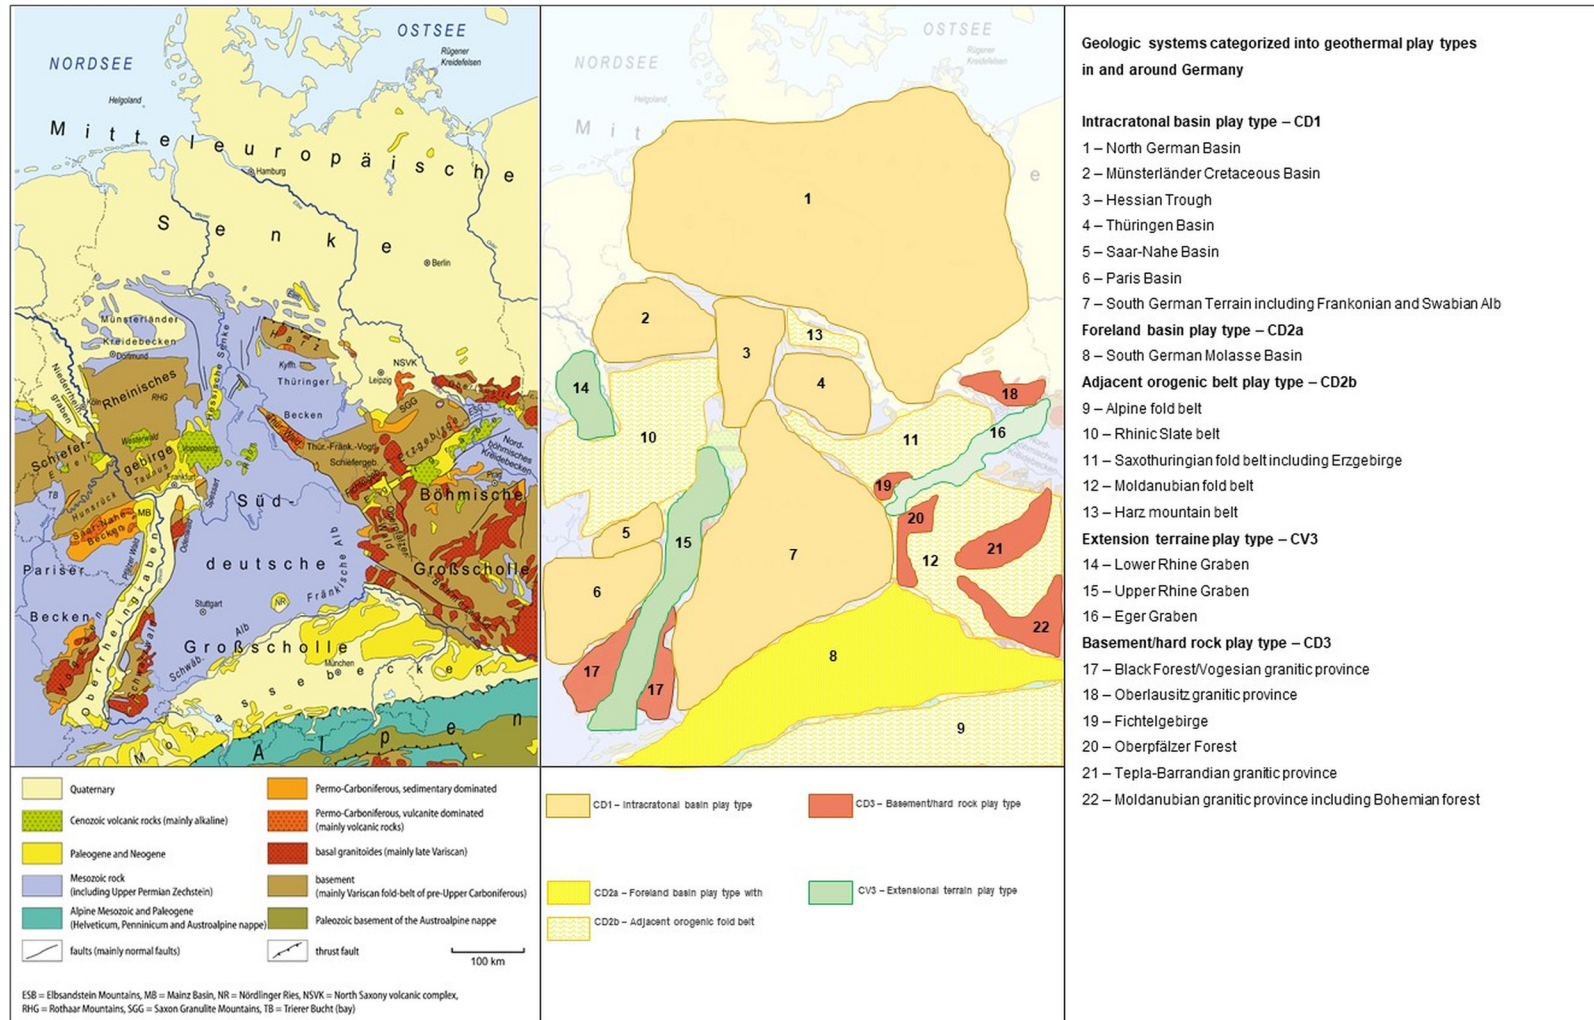 NORDSEE
OSTSEE
Rügener
Kreidefelsen
Helgoland
Mitteleuropäische
Hamburg
Weser
Elbe
Oder
Senke
Berlin
Münsterländer
Kreidebecken
Dortmund
Niederrhein-
graben
Köln
Rheinisches
RHG
Hessische Senke
Harz
Kyffh.
Thüringer
Becken
Leipzig
NSVK
SGG
ESG
Thür. Wald
Thür.-Fränk.-Vogtl.
Schiefergeb.
Erzgebirge
Nord-
böhmisches
Kreidebecken
Schiefer-
gebirge
Westerwald
Vogelsberg
Taunus
Frankfurt
Spessart
Hunsrück
TB
MB
Saar-Nahe-
Becken
Odenwald
Süd-
Böhmische
Pariser
Becken
deutsche
Großscholle
Fränkische Alb
Stuttgart
NR
Schwäb. Alb
Großscholle
Oberrheingraben
Schwarzwald
München
Molassebecken
Alpen
NORDSEE
OSTSEE
Rügener
Kreidefelsen
Helgoland
Mit
e
1
2
3
13
4
14
10
11
18
16
19
20
5
15
7
12
21
6
22
8
17
17
9
Quaternary
Cenozoic volcanic rocks (mainly alkaline)
Paleogene and Neogene
Mesozoic rock
(including Upper Permian Zechstein)
Alpine Mesozoic and Paleogene
(Helveticum, Penninicum and Austroalpine nappe)
faults (mainly normal faults)
Permo-Carboniferous, sedimentary dominated
Permo-Carboniferous, vulcanite dominated
(mainly volcanic rocks)
basal granitoides (mainly late Variscan)
basement
(mainly Variscan fold-belt of pre-Upper Carboniferous)
Paleozoic basement of the Austroalpine nappe
thrust fault
100 km
ESB = Elbsandstein Mountains, MB = Mainz Basin, NR = Nördlinger Ries, NSVK = North Saxony volcanic complex,
RHG = Rothaar Mountains, SGG = Saxon Granulite Mountains, TB = Trierer Bucht (bay)
CD1 – Intracratonal basin play type
CD3 – Basement/hard rock play type
CD2a – Foreland basin play type with
CV3 – Extensional terrain play type
CD2b – Adjacent orogenic fold belt
Geologic systems categorized into geothermal play types
in and around Germany
Intracratonal basin play type – CD1
1 – North German Basin
2 – Münsterländer Cretaceous Basin
3 – Hessian Trough
4 – Thüringen Basin
5 – Saar-Nahe Basin
6 – Paris Basin
7 – South German Terrain including Frankonian and Swabian Alb
Foreland basin play type – CD2a
8 – South German Molasse Basin
Adjacent orogenic belt play type – CD2b
9 – Alpine fold belt
10 – Rhinic Slate belt
11 – Saxothuringian fold belt including Erzgebirge
12 – Moldanubian fold belt
13 – Harz mountain belt
Extension terraine play type – CV3
14 – Lower Rhine Graben
15 – Upper Rhine Graben
16 – Eger Graben
Basement/hard rock play type – CD3
17 – Black Forest/Vogesian granitic province
18 – Oberlausitz granitic province
19 – Fichtelgebirge
20 – Oberpfälzer Forest
21 – Tepla-Barrandian granitic province
22 – Moldanubian granitic province including Bohemian forest